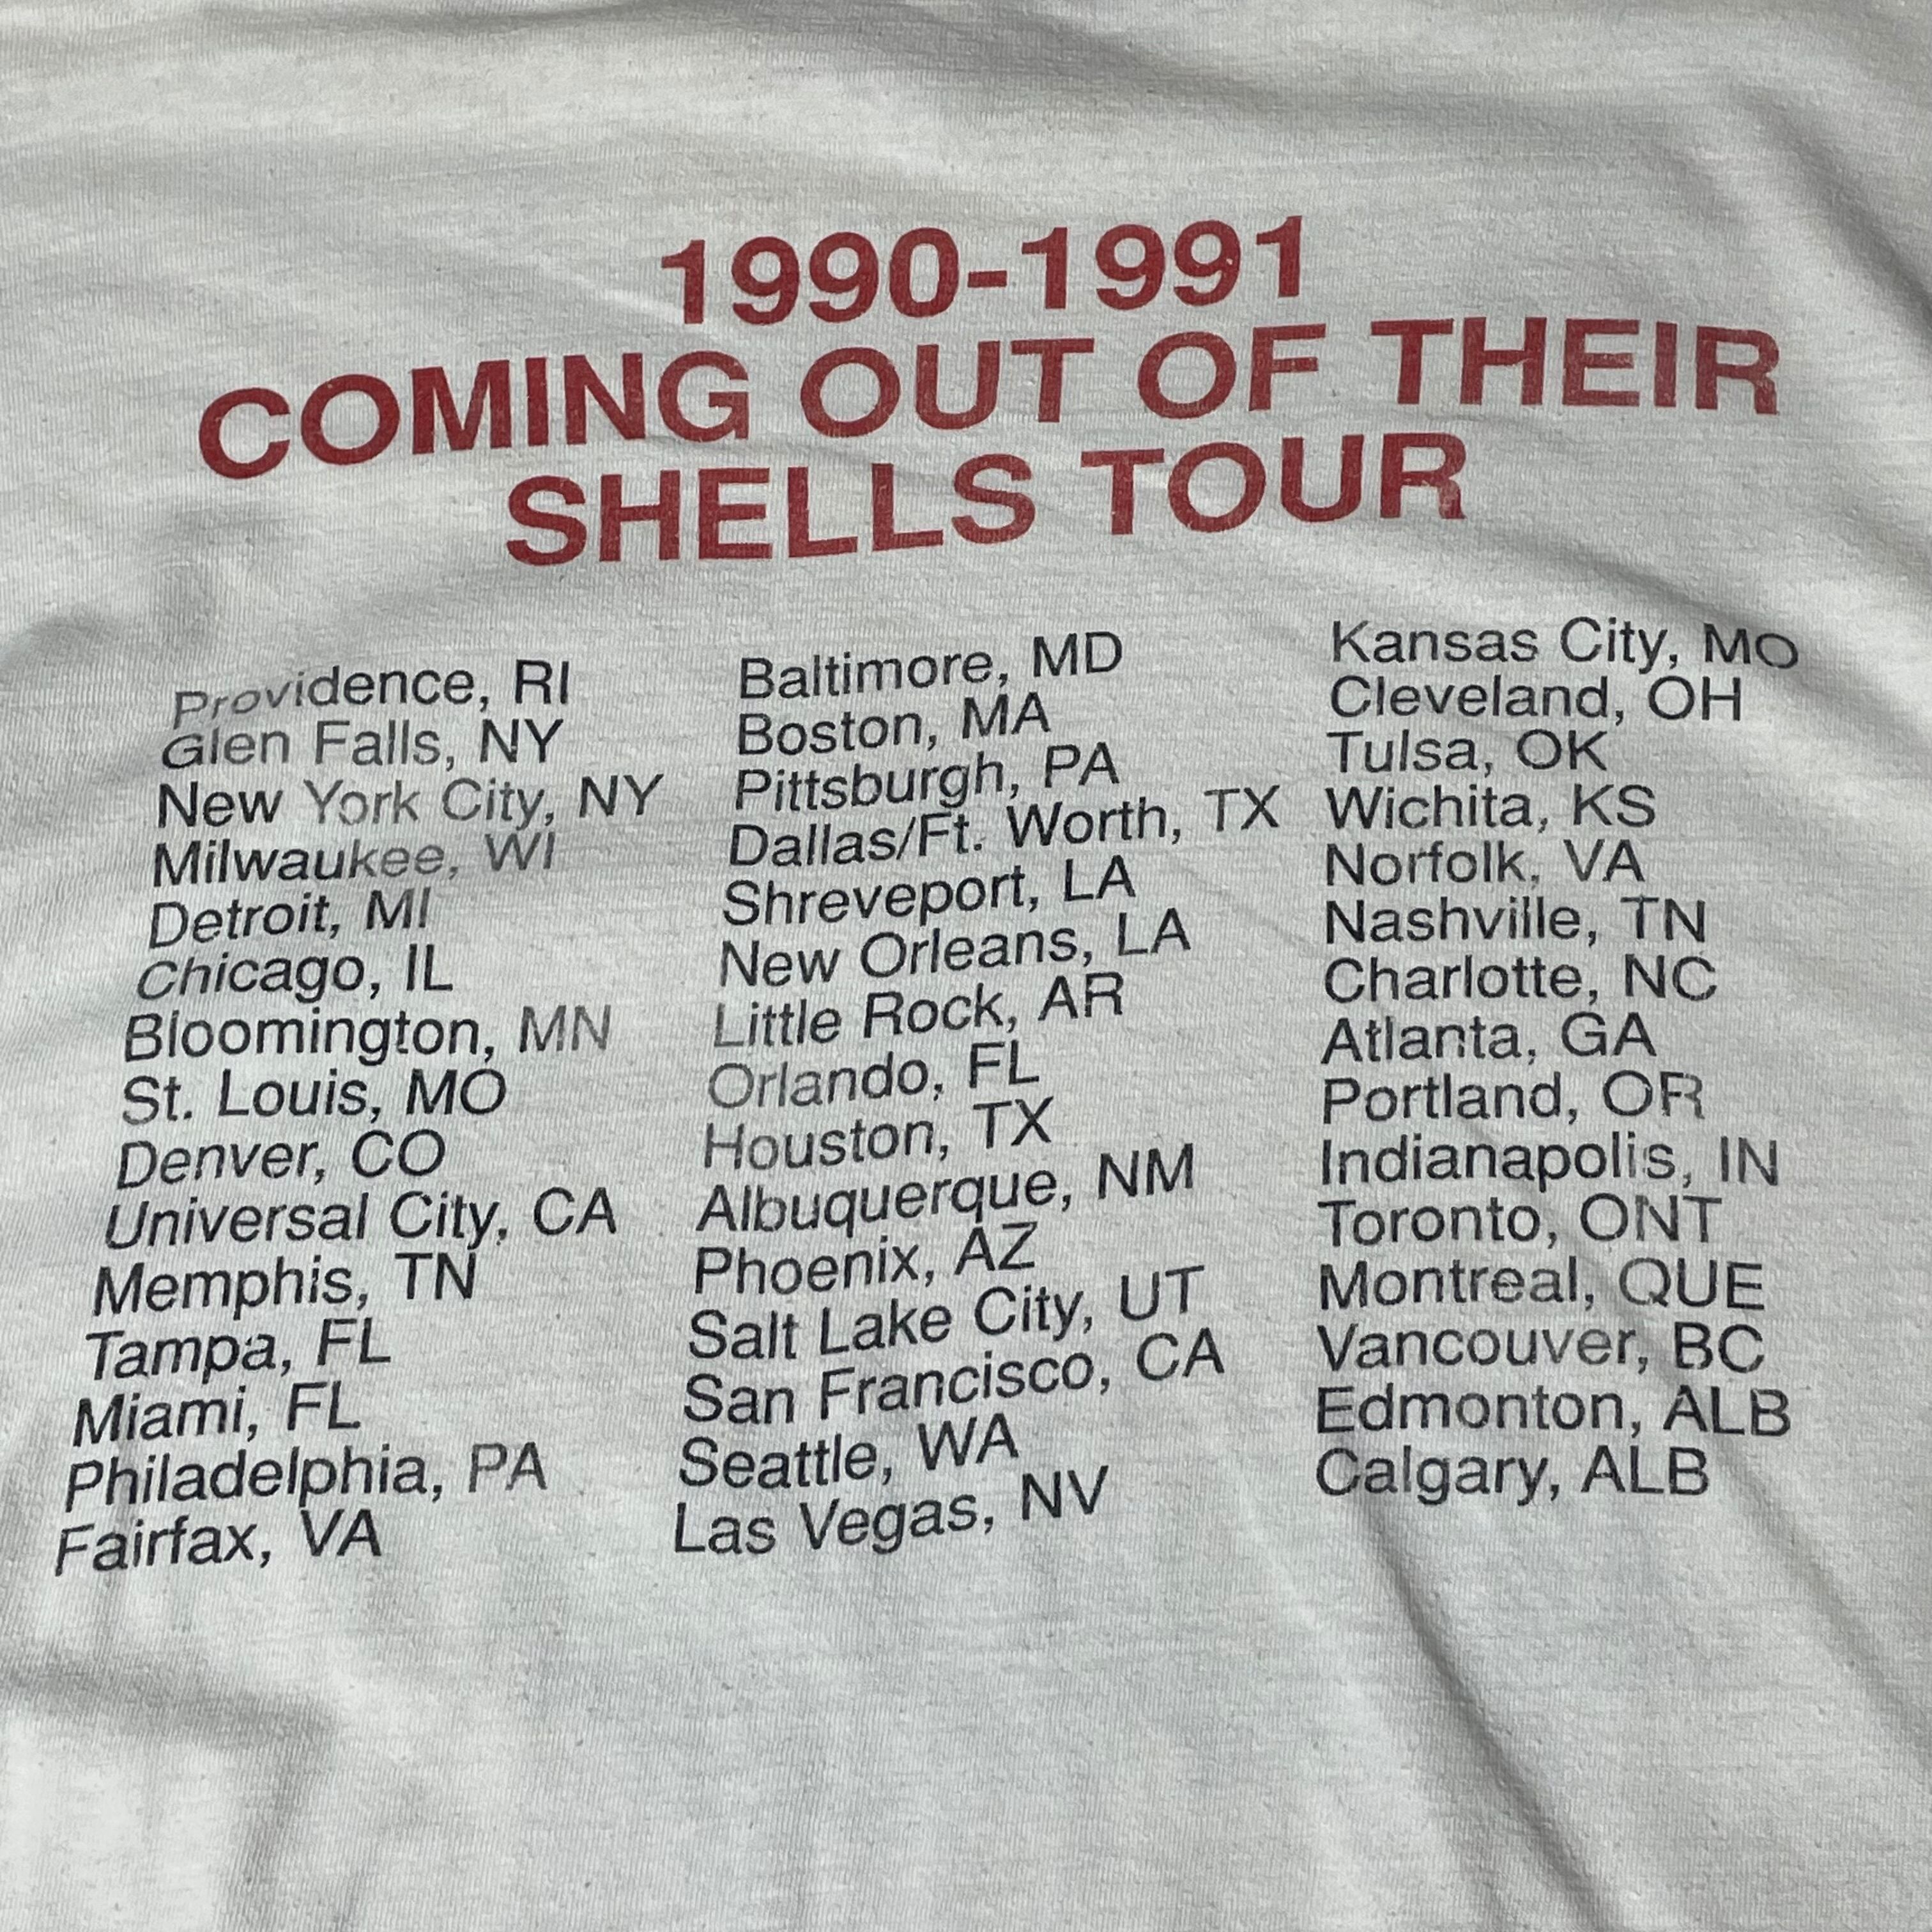 1990-1991
COMING OUT OF THEIR
SHELLS TOUR
Providence, RI
Glen Falls, NY
New York City, NY
Milwaukee, WI
Detroit, MI
Chicago, IL
Bloomington, MN
St. Louis, MO
Denver, CO
Universal City, CA
Memphis, TN
Tampa, FL
Miami, FL
Philadelphia, PA
Fairfax, VA
Baltimore, MD
Boston, MA
Pittsburgh, PA
Dallas/Ft. Worth, TX
Shreveport, LA
New Orleans, LA
Little Rock, AR
Orlando, FL
Houston, TX
Albuquerque, NM
Phoenix, AZ
Salt Lake City, UT
San Francisco, CA
Seattle, WA
Las Vegas, NV
Kansas City, MO
Cleveland, OH
Tulsa, OK
Wichita, KS
Norfolk, VA
Nashville, TN
Charlotte, NC
Atlanta, GA
Portland, OR
Indianapolis, IN
Toronto, ONT
Montreal, QUE
Vancouver, BC
Edmonton, ALB
Calgary, ALB